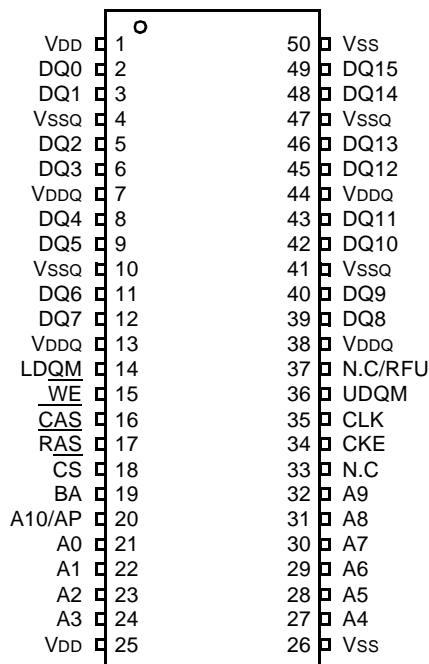 VDD 1 50 VSS
DQ0 2 49 DQ15
DQ1 3 48 DQ14
VSSQ 4 47 VSSQ
DQ2 5 46 DQ13
DQ3 6 45 DQ12
VDDQ 7 44 VDDQ
DQ4 8 43 DQ11
DQ5 9 42 DQ10
VSSQ 10 41 VSSQ
DQ6 11 40 DQ9
DQ7 12 39 DQ8
VDDQ 13 38 VDDQ
LDQM 14 37 N.C/RFU
WE 15 36 UDQM
CAS 16 35 CLK
RAS 17 34 CKE
CS 18 33 N.C
BA 19 32 A9
A10/AP 20 31 A8
A0 21 30 A7
A1 22 29 A6
A2 23 28 A5
A3 24 27 A4
VDD 25 26 VSS